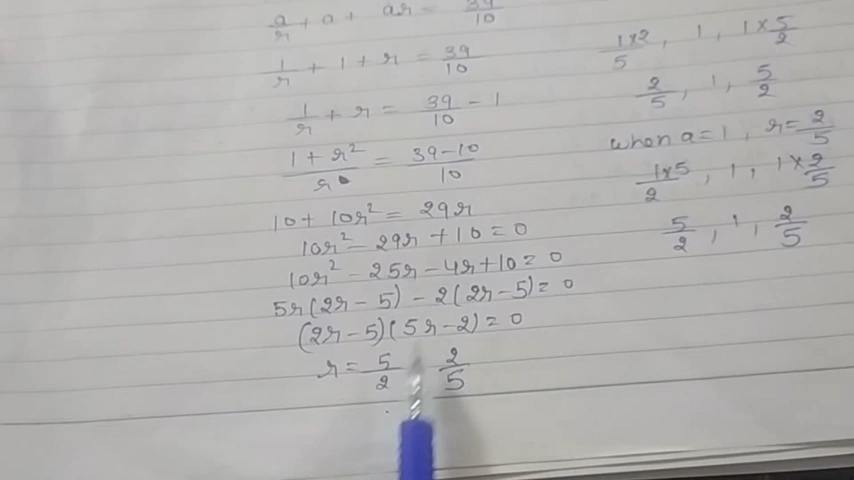 a/r + a + ar = 39/10
1/r + 1 + r = 39/10
1/r + r = 39/10 - 1
(1 + r²)/r = (39 - 10)/10
10 + 10r² = 29r
10r² - 29r + 10 = 0
10r² - 25r - 4r + 10 = 0
5r(2r - 5) - 2(2r - 5) = 0
(2r - 5)(5r - 2) = 0
r = 5/2 2/5
1×2/5, 1, 1×5/2
2/5, 1, 5/2
when a = 1, r = 2/5
1×5/2, 1, 1×2/5
5/2, 1, 2/5